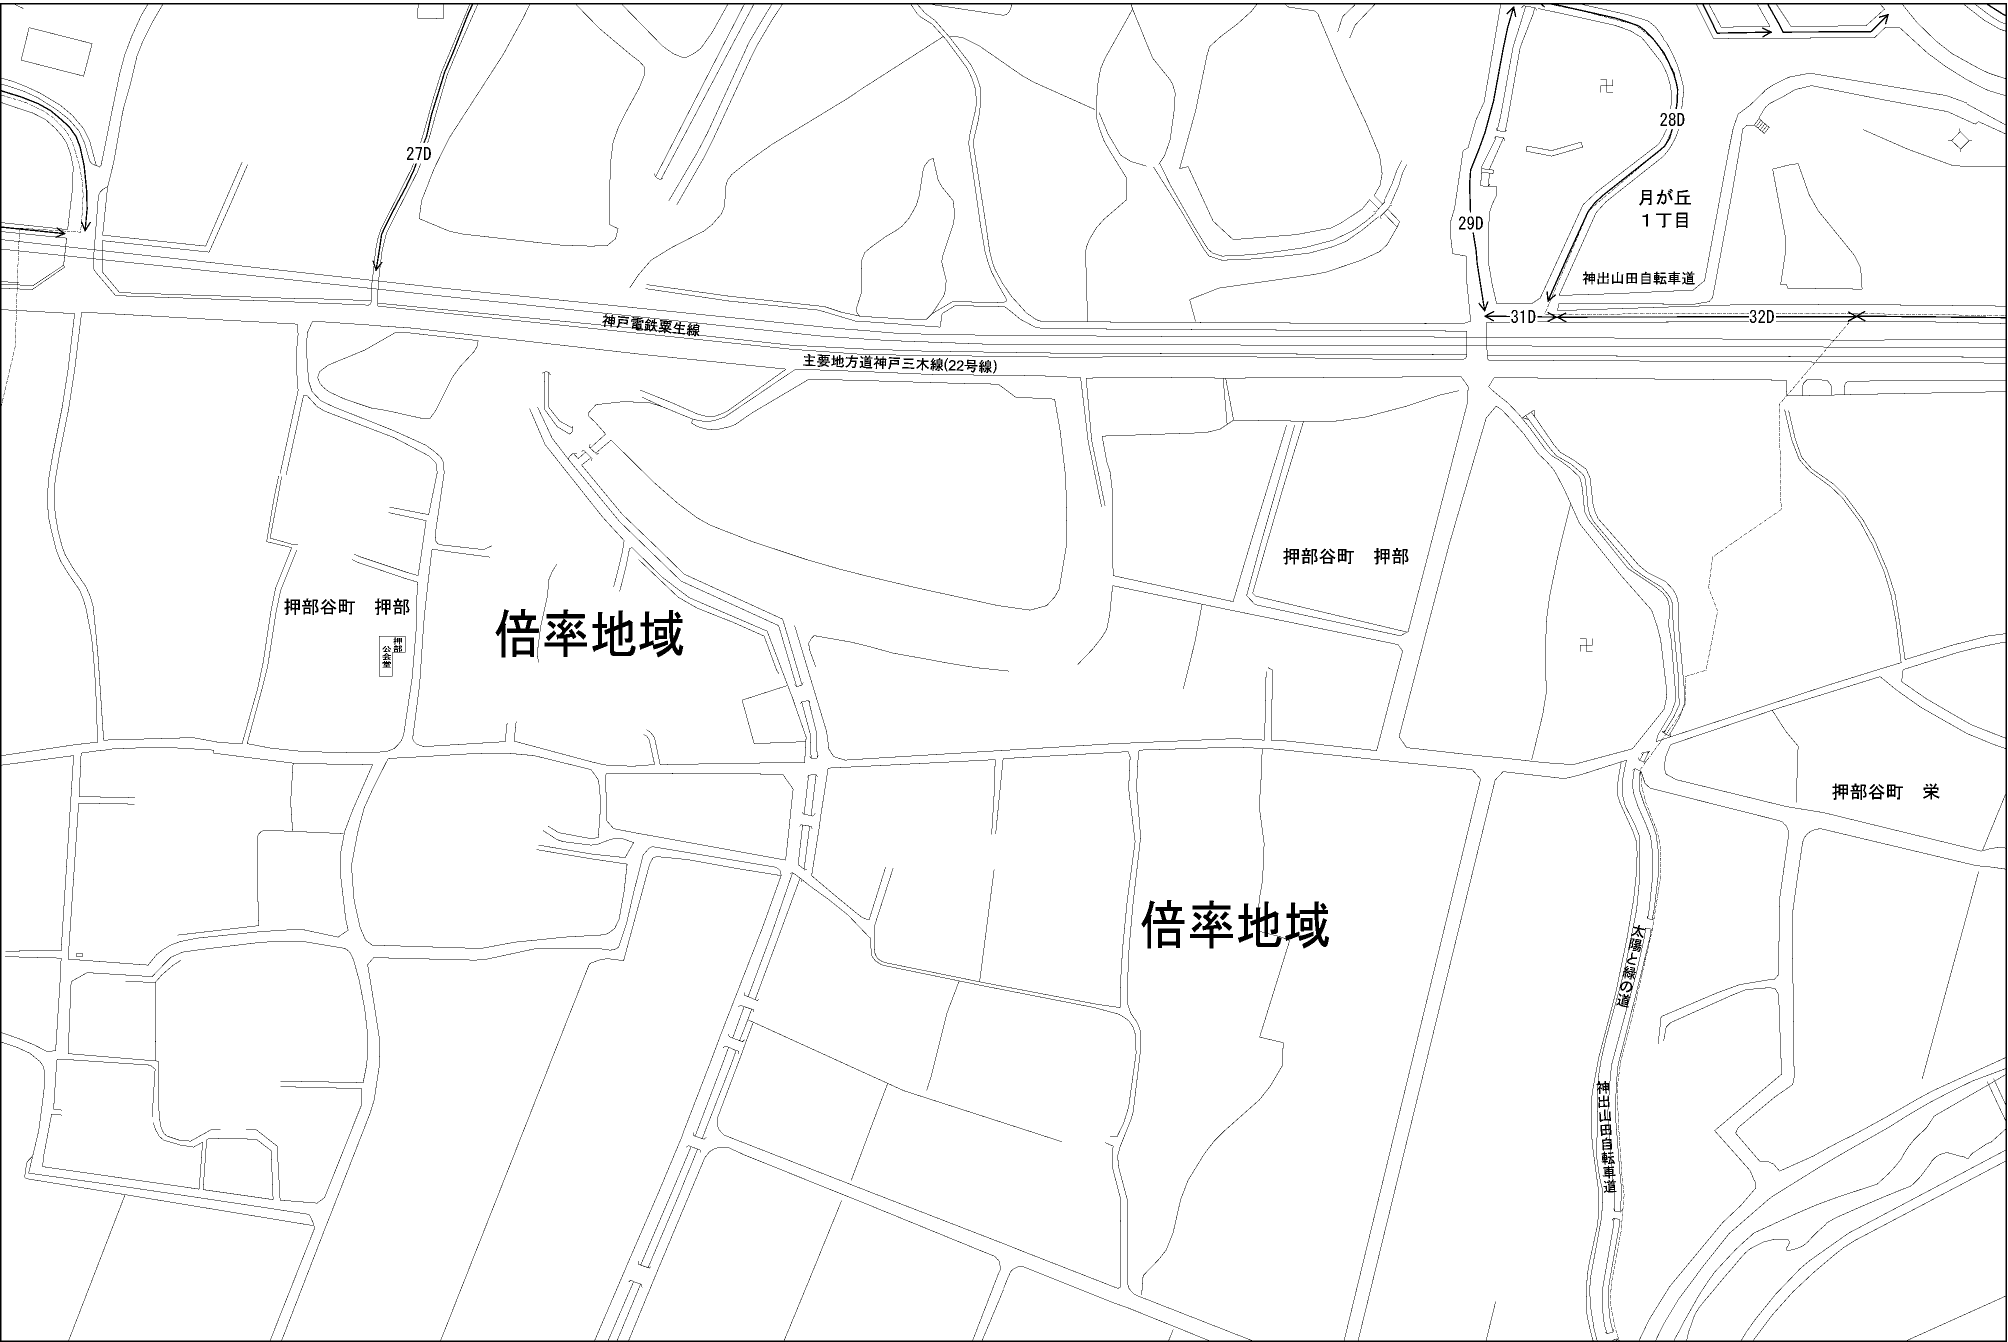 27D
28D
29D
月が丘
1丁目
神出山田自転車道
31D
32D
神戸電鉄粟生線
主要地方道神戸三木線(22号線)
押部谷町 押部
押部谷町 押部
押部
公会堂
倍率地域
押部谷町 栄
倍率地域
太陽と緑の道
神出山田自転車道